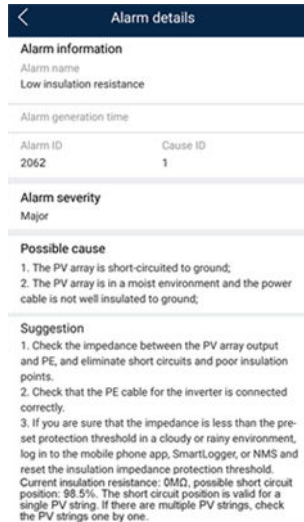 Alarm details
Alarm information
Alarm name
Low insulation resistance
Alarm generation time
Alarm ID Cause ID
2062 1
Alarm severity
Major
Possible cause
1. The PV array is short-circuited to ground;
2. The PV array is in a moist environment and the power
cable is not well insulated to ground;
Suggestion
1. Check the impedance between the PV array output
and PE, and eliminate short circuits and poor insulation
points.
2. Check that the PE cable for the inverter is connected
correctly.
3. If you are sure that the impedance is less than the pre-
set protection threshold in a cloudy or rainy environment,
log in to the mobile phone app, SmartLogger, or NMS and
reset the insulation impedance protection threshold.
Current insulation resistance: 0MΩ, possible short circuit
position: 98.5%. The short circuit position is valid for a
single PV string. If there are multiple PV strings, check
the PV strings one by one.